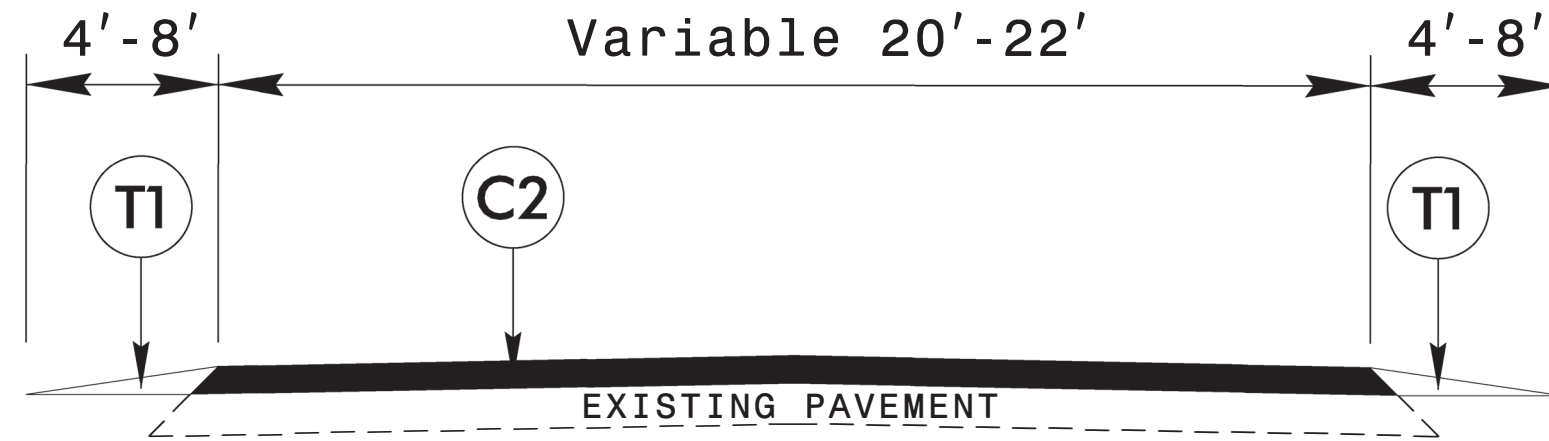 4'-8' Variable 20'-22' 4'-8'
T1 C2 T1
EXISTING PAVEMENT